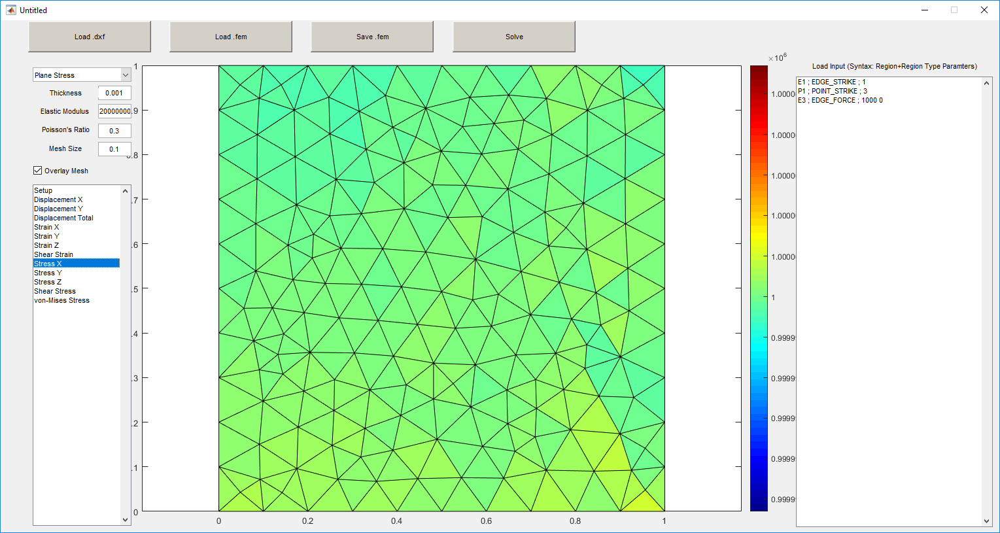 Untitled
Load .dxf
Load .fem
Save .fem
Solve
Plane Stress
Thickness 0.001
Elastic Modulus 20000000
Poisson's Ratio 0.3
Mesh Size 0.1
Overlay Mesh
Setup
Displacement X
Displacement Y
Displacement Total
Strain X
Strain Y
Strain Z
Shear Strain
Stress X
Stress Y
Stress Z
Shear Stress
von-Mises Stress
1
.9
0.8
.7
.6
.5
.4
.3
.2
.1
0
0 0.2 0.4 0.6 0.8 1
×10^6
1.0000
1.0000
1.0000
1.0000
1.0000
1
0.9999
0.9999
0.9999
0.9999
0.9999
Load Input (Syntax: Region+Region Type Paramters)
E1 ; EDGE_STRIKE ; 1
P1 ; POINT_STRIKE ; 3
E3 ; EDGE_FORCE ; 1000 0